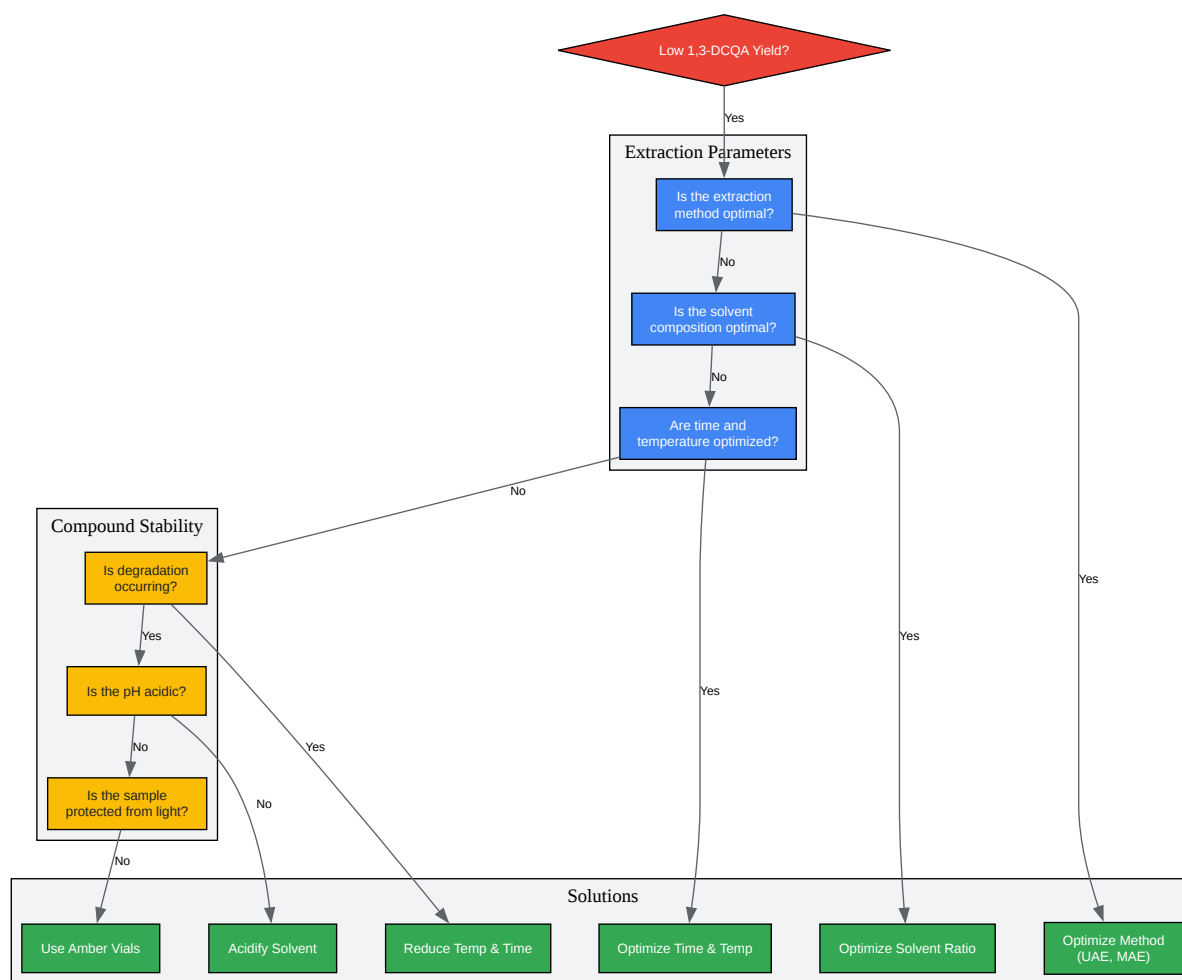 Low 1,3-DCQA Yield?
Yes
Extraction Parameters
Is the extraction
method optimal?
No
Is the solvent
composition optimal?
No
Are time and
temperature optimized?
No
Compound Stability
Is degradation
occurring?
Yes
Yes
Yes
Is the pH acidic?
Yes
No
Yes
Is the sample
protected from light?
No
No
Solutions
Use Amber Vials
Acidify Solvent
Reduce Temp & Time
Optimize Time & Temp
Optimize Solvent Ratio
Optimize Method
(UAE, MAE)